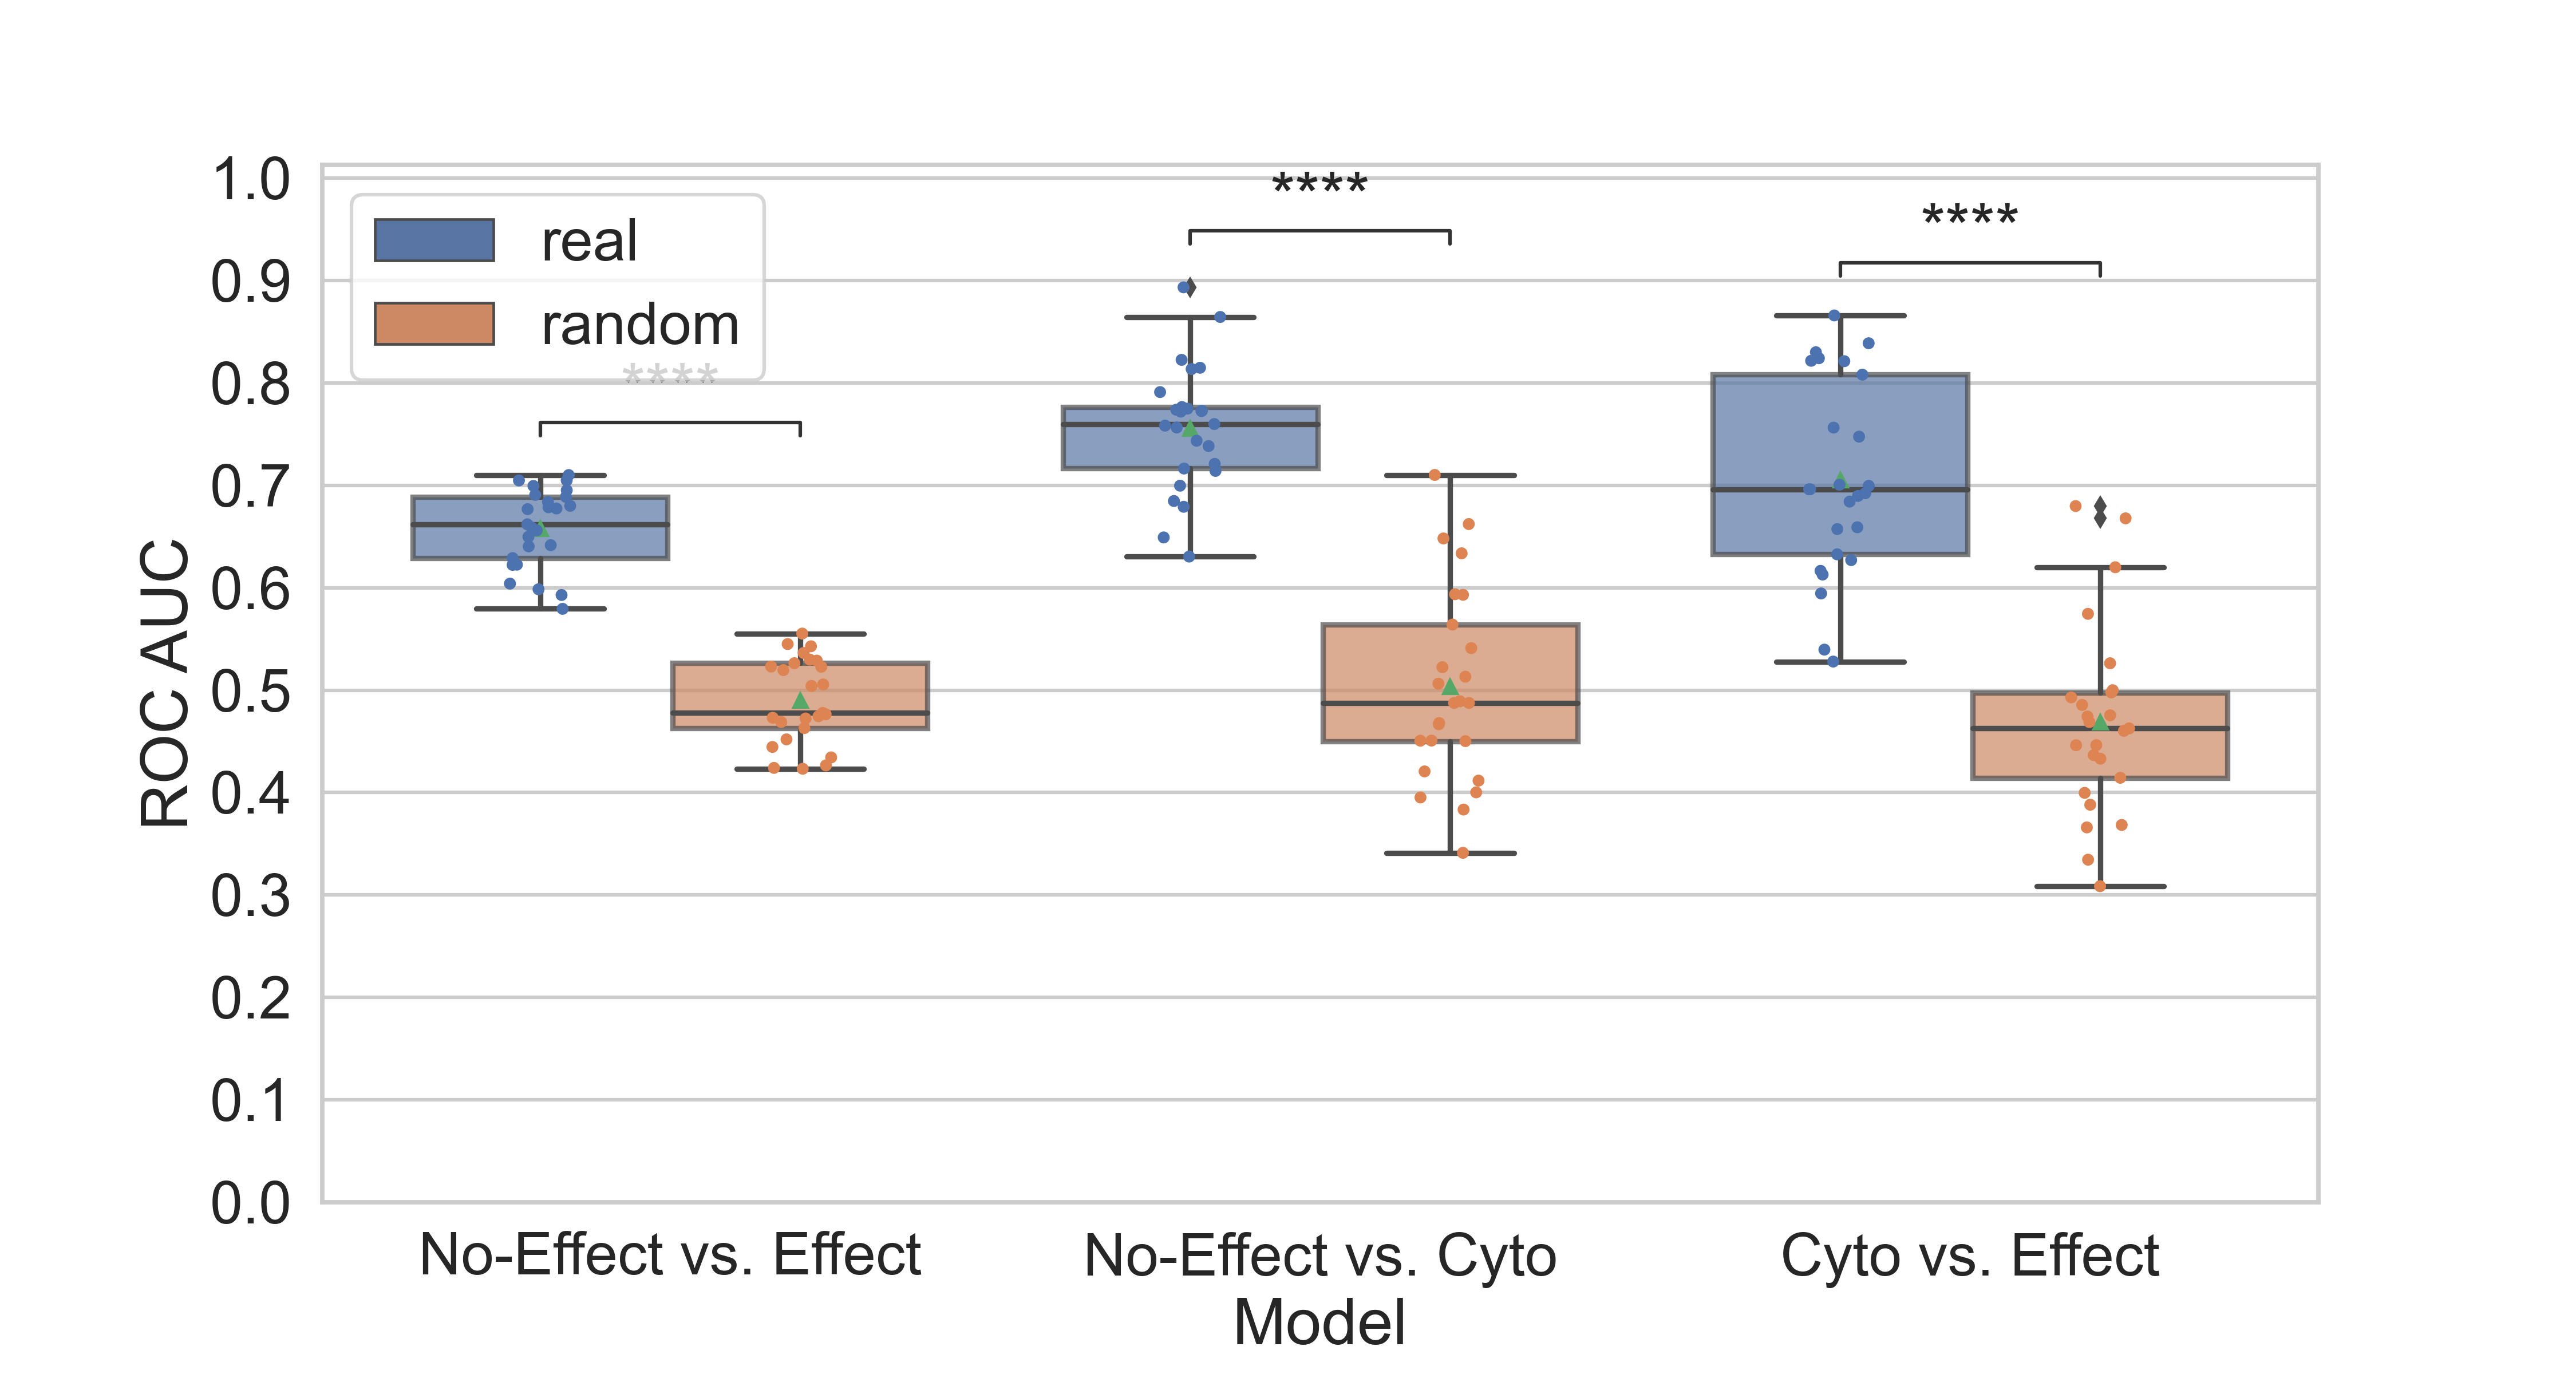 ****
1.0
0.9
0.8
0.7
0.6
0.5
0.4
0.3
0.2
0.1
0.0
ROC AUC
real
random
****
****
No-Effect vs. Effect
No-Effect vs. Cyto
Cyto vs. Effect
Model